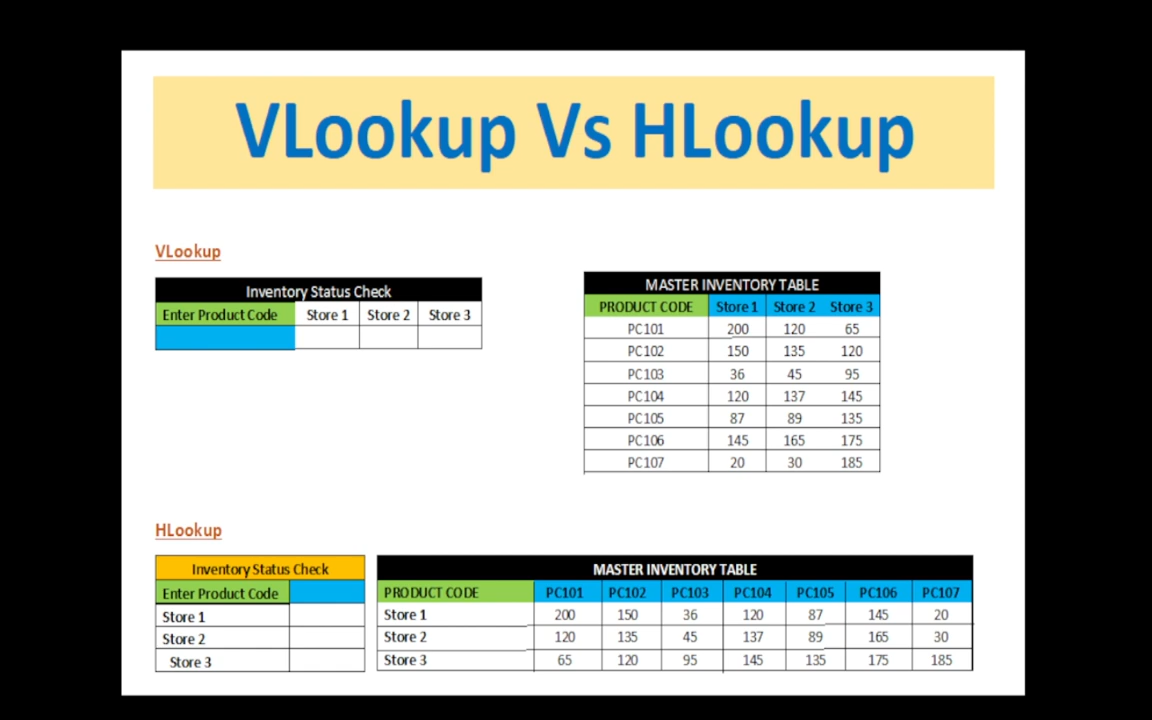 VLookup Vs HLookup
VLookup
Inventory Status Check
Enter Product Code Store 1 Store 2 Store 3
MASTER INVENTORY TABLE
PRODUCT CODE Store 1 Store 2 Store 3
PC101 200 120 65
PC102 150 135 120
PC103 36 45 95
PC104 120 137 145
PC105 87 89 135
PC106 145 165 175
PC107 20 30 185
HLookup
Inventory Status Check
Enter Product Code
Store 1
Store 2
Store 3
MASTER INVENTORY TABLE
PRODUCT CODE PC101 PC102 PC103 PC104 PC105 PC106 PC107
Store 1 200 150 36 120 87 145 20
Store 2 120 135 45 137 89 165 30
Store 3 65 120 95 145 135 175 185